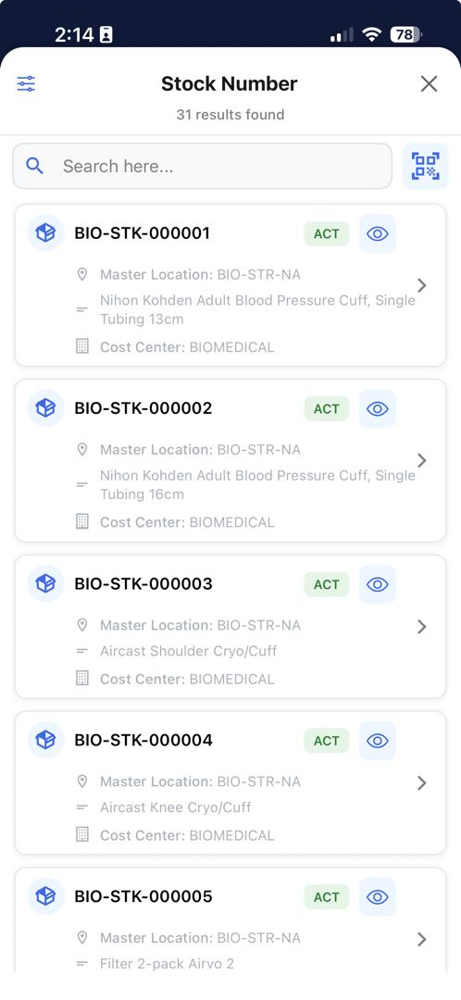 2:14
78
Stock Number
31 results found
Search here...
BIO-STK-000001
ACT
Master Location: BIO-STR-NA
Nihon Kohden Adult Blood Pressure Cuff, Single
Tubing 13cm
Cost Center: BIOMEDICAL
BIO-STK-000002
ACT
Master Location: BIO-STR-NA
Nihon Kohden Adult Blood Pressure Cuff, Single
Tubing 16cm
Cost Center: BIOMEDICAL
BIO-STK-000003
ACT
Master Location: BIO-STR-NA
Aircast Shoulder Cryo/Cuff
Cost Center: BIOMEDICAL
BIO-STK-000004
ACT
Master Location: BIO-STR-NA
Aircast Knee Cryo/Cuff
Cost Center: BIOMEDICAL
BIO-STK-000005
ACT
Master Location: BIO-STR-NA
Filter 2-pack Airvo 2